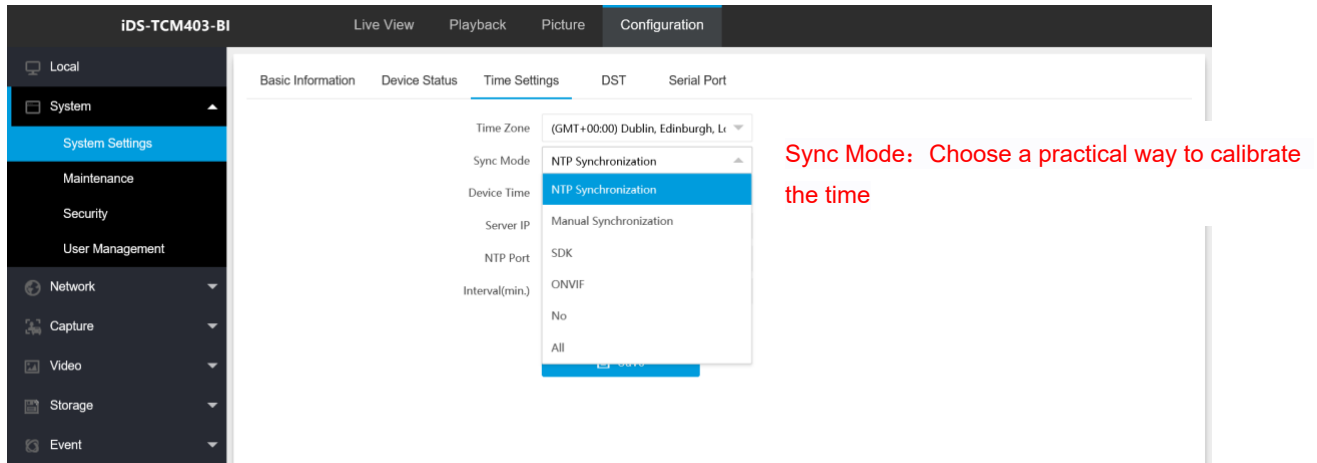 iDS-TCM403-BI Live View Playback Picture Configuration
Local
System
System Settings
Maintenance
Security
User Management
Network
Capture
Video
Storage
Event
Basic Information Device Status Time Settings DST Serial Port
Time Zone (GMT+00:00) Dublin, Edinburgh, Lo
Sync Mode NTP Synchronization
Device Time NTP Synchronization
Server IP Manual Synchronization
NTP Port SDK
Interval(min.) ONVIF
No
All
Save
Sync Mode：Choose a practical way to calibrate
the time